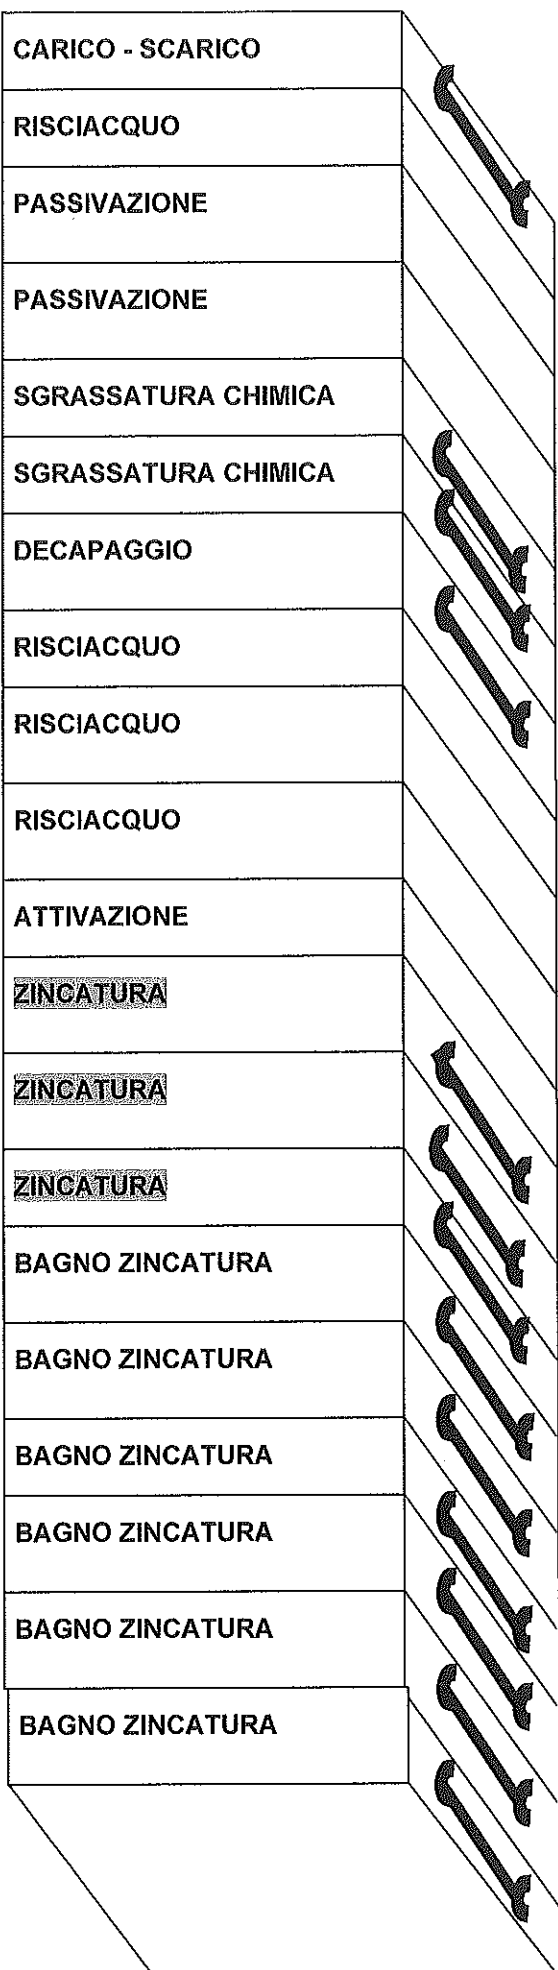 CARICO - SCARICO
RISCIACQUO
PASSIVAZIONE
PASSIVAZIONE
SGRASSATURA CHIMICA
SGRASSATURA CHIMICA
DECAPAGGIO
RISCIACQUO
RISCIACQUO
RISCIACQUO
ATTIVAZIONE
ZINCATURA
ZINCATURA
ZINCATURA
BAGNO ZINCATURA
BAGNO ZINCATURA
BAGNO ZINCATURA
BAGNO ZINCATURA
BAGNO ZINCATURA
BAGNO ZINCATURA